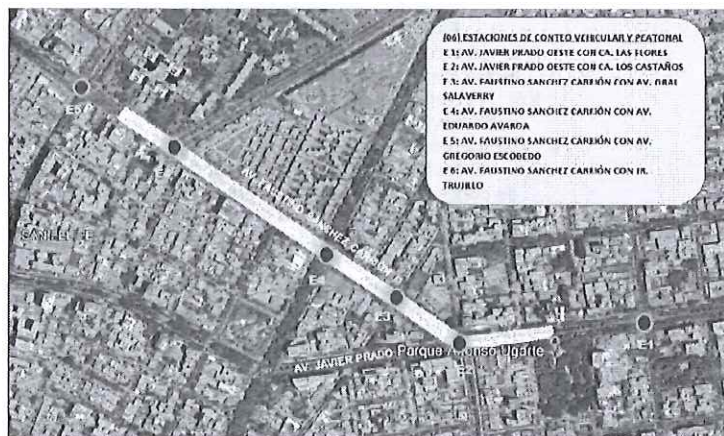 (06) ESTACIONES DE CONTEO VEHICULAR Y PEATONAL
E 1: AV. JAVIER PRADO OESTE CON CA. LAS FLORES
E 2: AV. JAVIER PRADO OESTE CON CA. LOS CASTAÑOS
E 3: AV. FAUSTINO SANCHEZ CARRIÓN CON AV. GRAL
SALAVERRY
E 4: AV. FAUSTINO SANCHEZ CARRIÓN CON AV.
EDUARDO AVAROA
E 5: AV. FAUSTINO SANCHEZ CARRIÓN CON AV.
GREGORIO ESCOBEDO
E 6: AV. FAUSTINO SANCHEZ CARRIÓN CON JR.
TRUJILLO
AV. FAUSTINO SANCHEZ CARRION
E3
E1
E2
AV. JAVIER PRADO
Parque Alfonso Ugarte